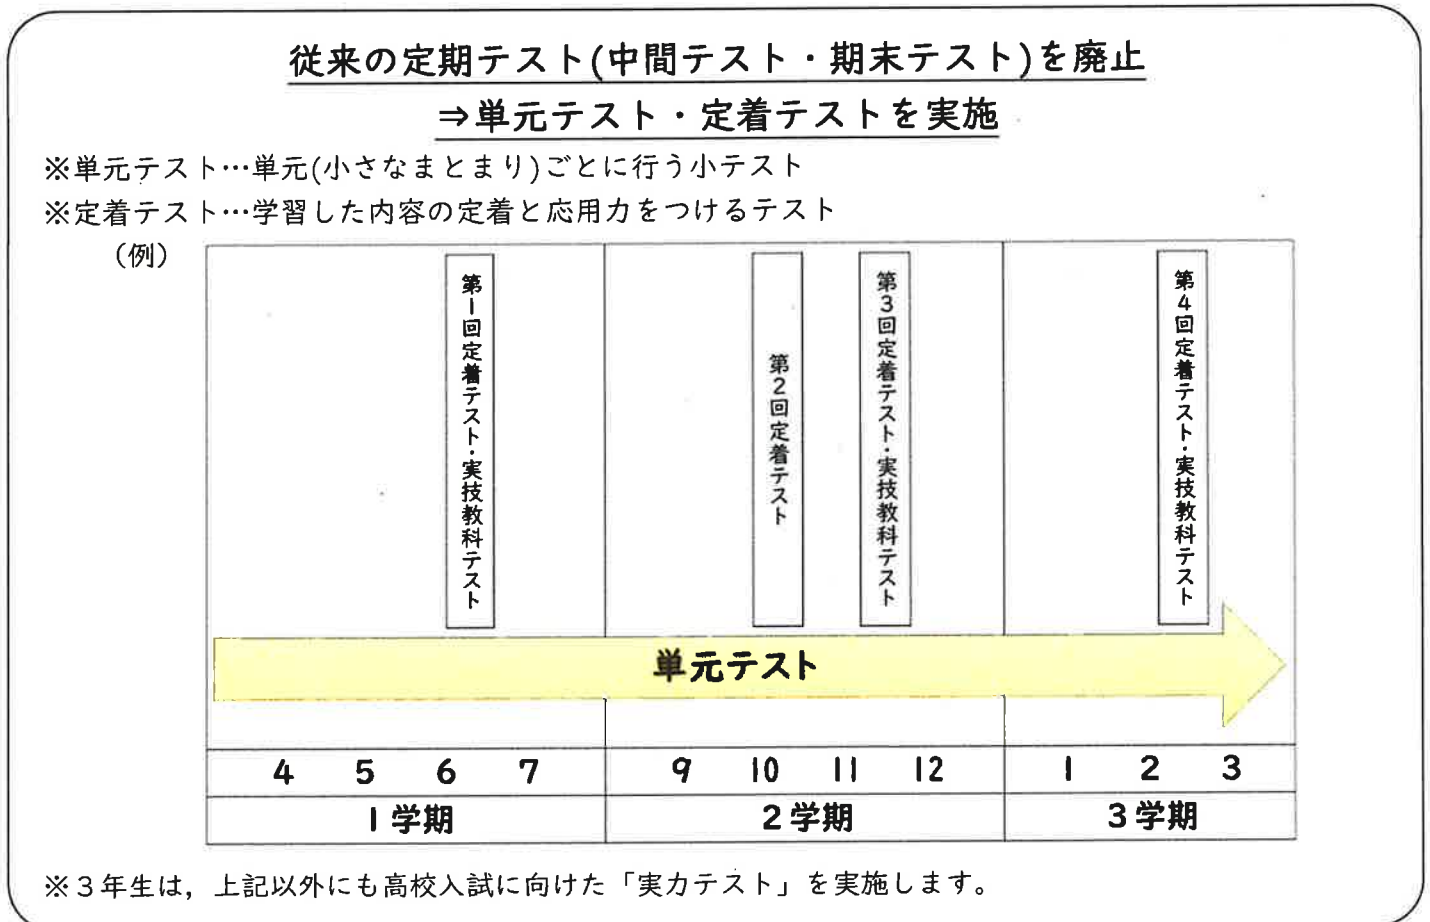 従来の定期テスト(中間テスト・期末テスト)を廃止
⇒単元テスト・定着テストを実施
※単元テスト…単元(小さなまとまり)ごとに行う小テスト
※定着テスト…学習した内容の定着と応用力をつけるテスト
（例）
第1回定着テスト・実技教科テスト
第2回定着テスト
第3回定着テスト・実技教科テスト
第4回定着テスト・実技教科テスト
単元テスト
4 5 6 7 9 10 11 12 1 2 3
1学期 2学期 3学期
※3年生は，上記以外にも高校入試に向けた「実力テスト」を実施します。